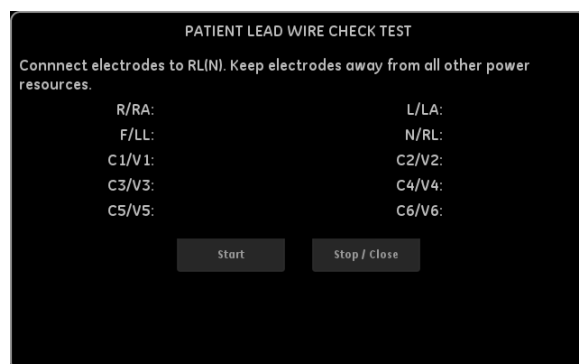 PATIENT LEAD WIRE CHECK TEST
Connnect electrodes to RL(N). Keep electrodes away from all other power
resources.
R/RA: L/LA:
F/LL: N/RL:
C1/V1: C2/V2:
C3/V3: C4/V4:
C5/V5: C6/V6:
Start Stop / Close